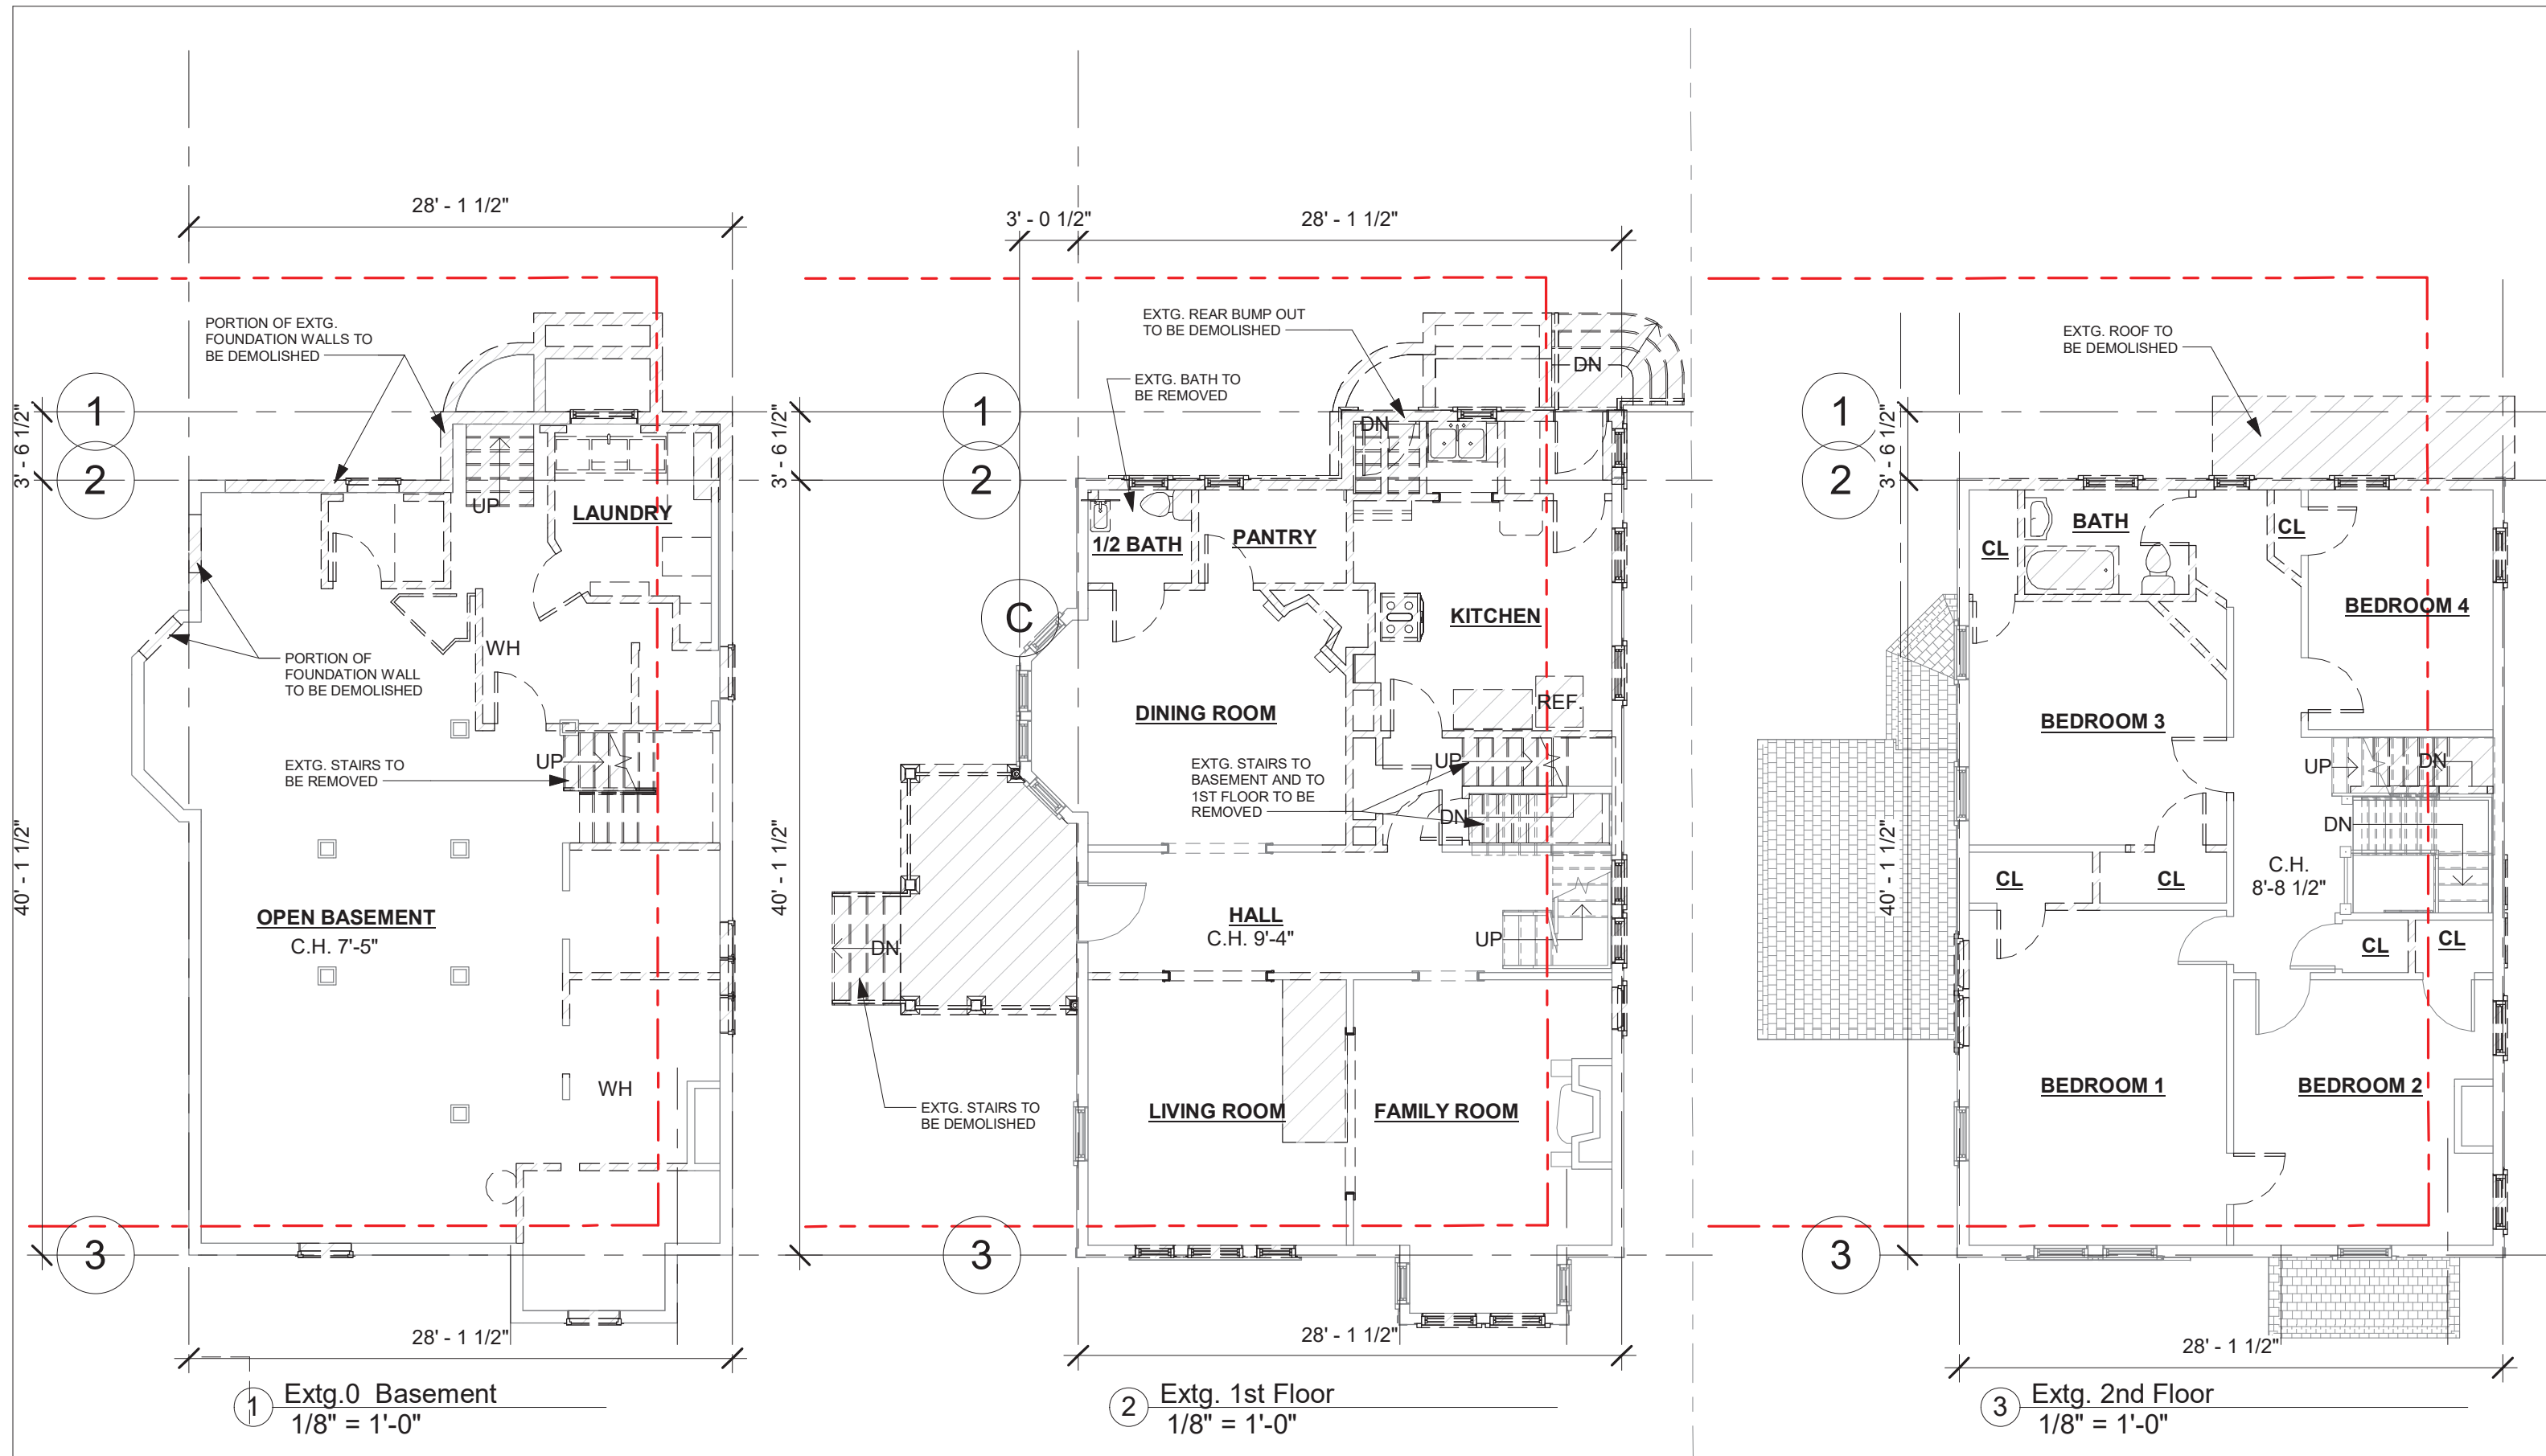 28' - 1 1/2"
PORTION OF EXTG.
FOUNDATION WALLS TO
BE DEMOLISHED
1
2
3' - 6 1/2"
UP
LAUNDRY
WH
PORTION OF
FOUNDATION WALL
TO BE DEMOLISHED
EXTG. STAIRS TO
BE REMOVED
UP
40' - 1 1/2"
OPEN BASEMENT
C.H. 7'-5"
WH
3
28' - 1 1/2"
1
Extg.0 Basement
1/8" = 1'-0"
3' - 0 1/2"
28' - 1 1/2"
EXTG. REAR BUMP OUT
TO BE DEMOLISHED
EXTG. BATH TO
BE REMOVED
DN
1
2
3' - 6 1/2"
DN
1/2 BATH
PANTRY
C
KITCHEN
DINING ROOM
REF.
EXTG. STAIRS TO
BASEMENT AND TO
1ST FLOOR TO BE
REMOVED
UP
DN
40' - 1 1/2"
HALL
C.H. 9'-4"
UP
DN
EXTG. STAIRS TO
BE DEMOLISHED
LIVING ROOM
FAMILY ROOM
3
28' - 1 1/2"
2
Extg. 1st Floor
1/8" = 1'-0"
EXTG. ROOF TO
BE DEMOLISHED
1
2
3' - 6 1/2"
CL
BATH
CL
BEDROOM 4
BEDROOM 3
UP
DN
DN
40' - 1 1/2"
CL
CL
C.H.
8'-8 1/2"
CL
CL
BEDROOM 1
BEDROOM 2
3
28' - 1 1/2"
3
Extg. 2nd Floor
1/8" = 1'-0"